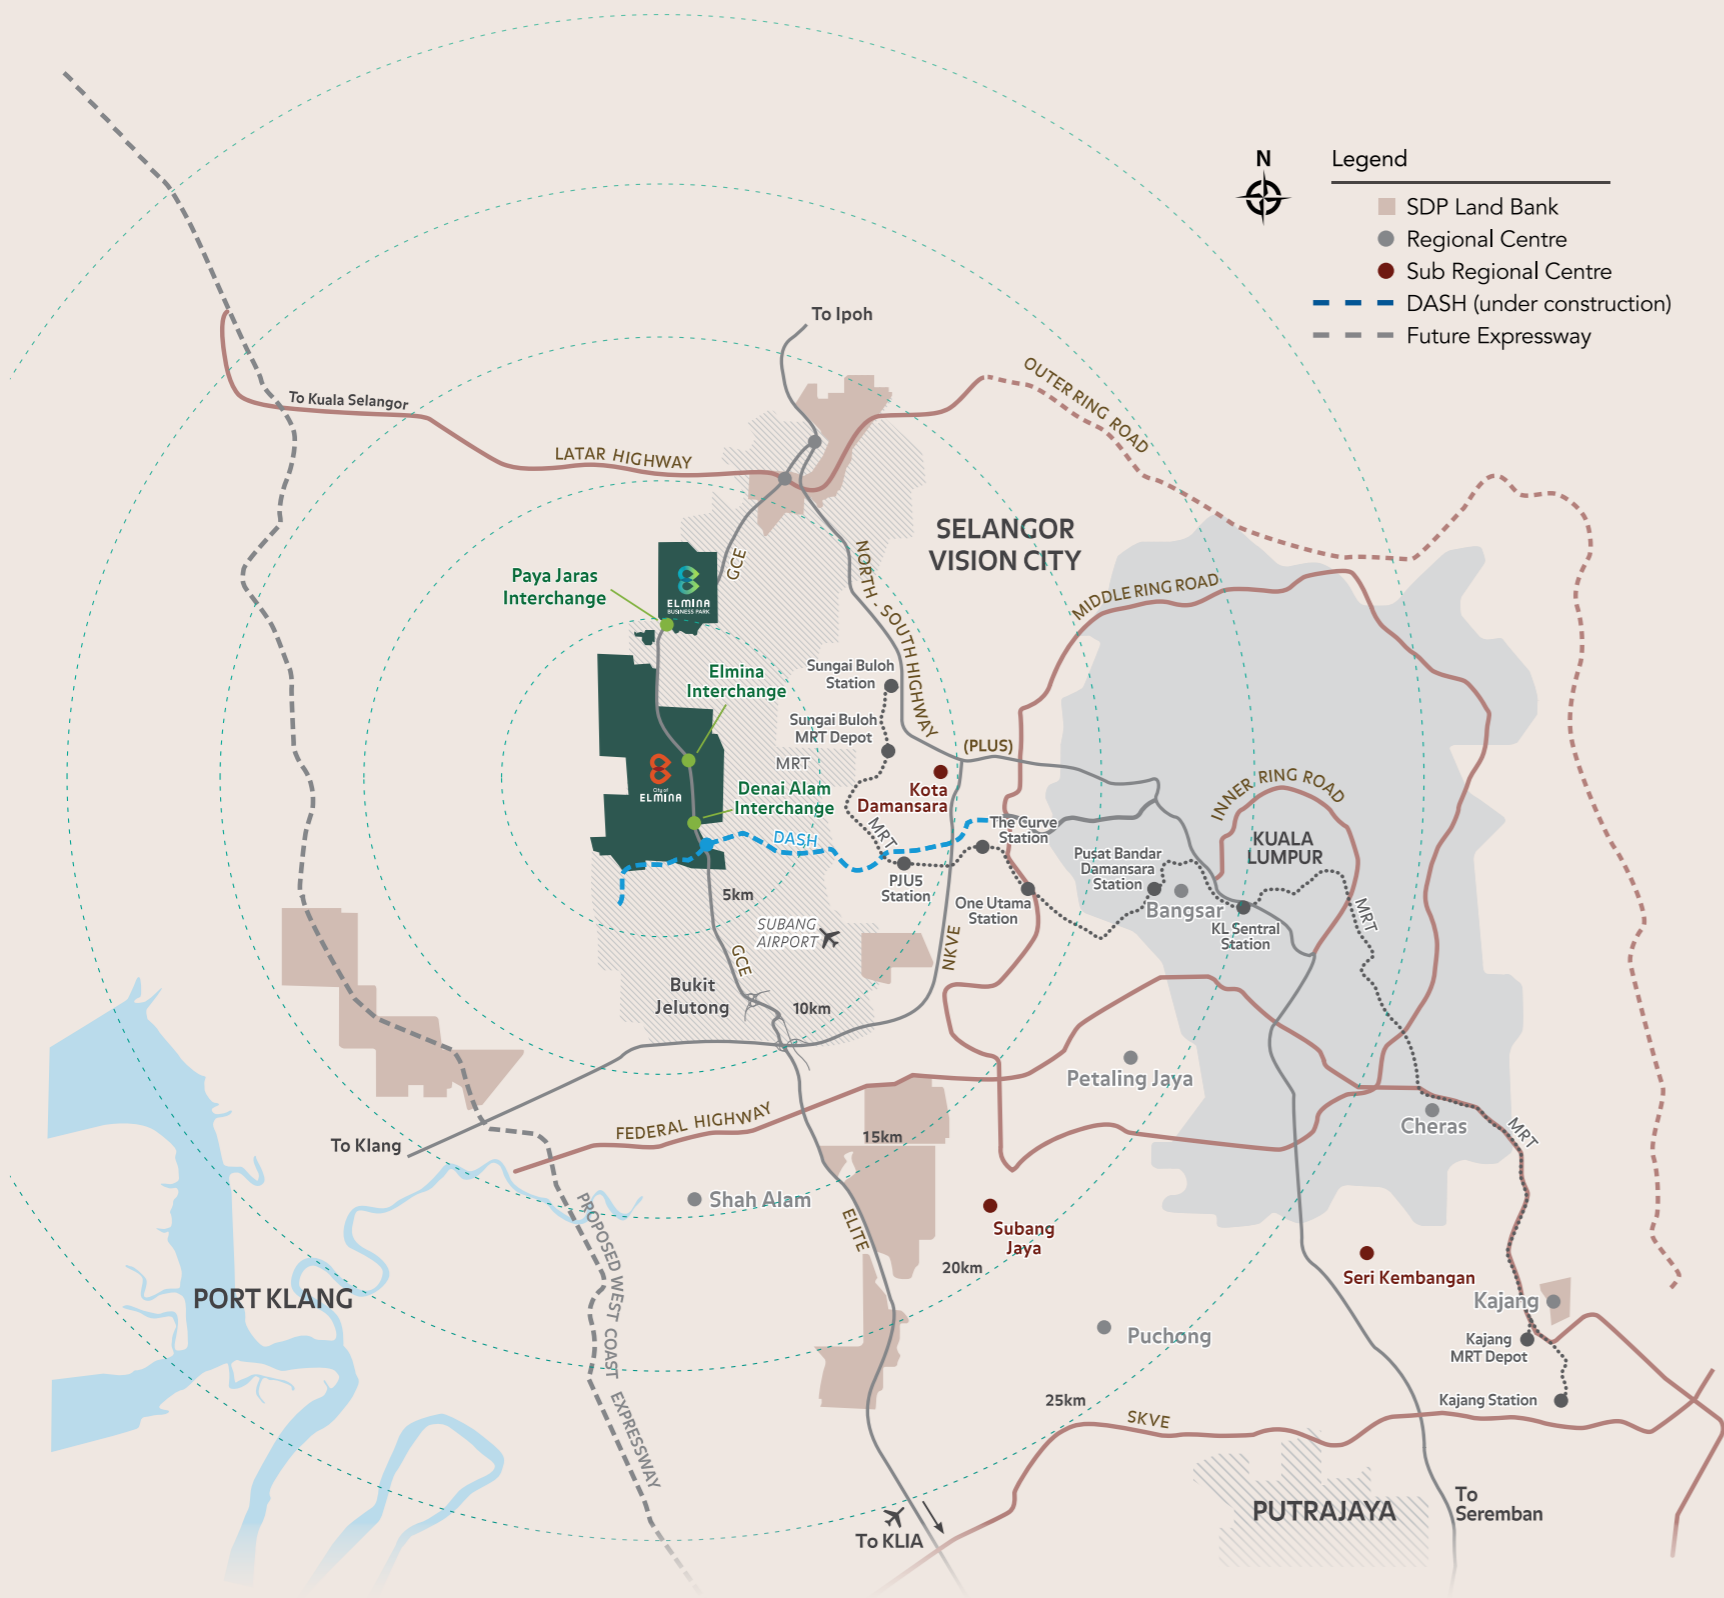 N
Legend
SDP Land Bank
Regional Centre
Sub Regional Centre
DASH (under construction)
Future Expressway
To Ipoh
OUTER RING ROAD
To Kuala Selangor
LATAR HIGHWAY
SELANGOR
VISION CITY
GCE
NORTH - SOUTH HIGHWAY
(PLUS)
MIDDLE RING ROAD
Paya Jaras
Interchange
ELMINA
BUSINESS PARK
Elmina
Interchange
Sungai Buloh
Station
Sungai Buloh
MRT Depot
MRT
City of
ELMINA
Denai Alam
Interchange
Kota
Damansara
INNER RING ROAD
DASH
MRT
The Curve
Station
KUALA
LUMPUR
Pusat Bandar
Damansara
Station
PJU5
Station
One Utama
Station
Bangsar
KL Sentral
Station
MRT
5km
SUBANG
AIRPORT
NKVE
GCE
Bukit
Jelutong
10km
Petaling Jaya
Cheras
MRT
To Klang
FEDERAL HIGHWAY
15km
Shah Alam
ELITE
Subang
Jaya
20km
PROPOSED WEST COAST EXPRESSWAY
PORT KLANG
Seri Kembangan
Kajang
Kajang
MRT Depot
Puchong
Kajang Station
25km
SKVE
PUTRAJAYA
To
Seremban
To KLIA